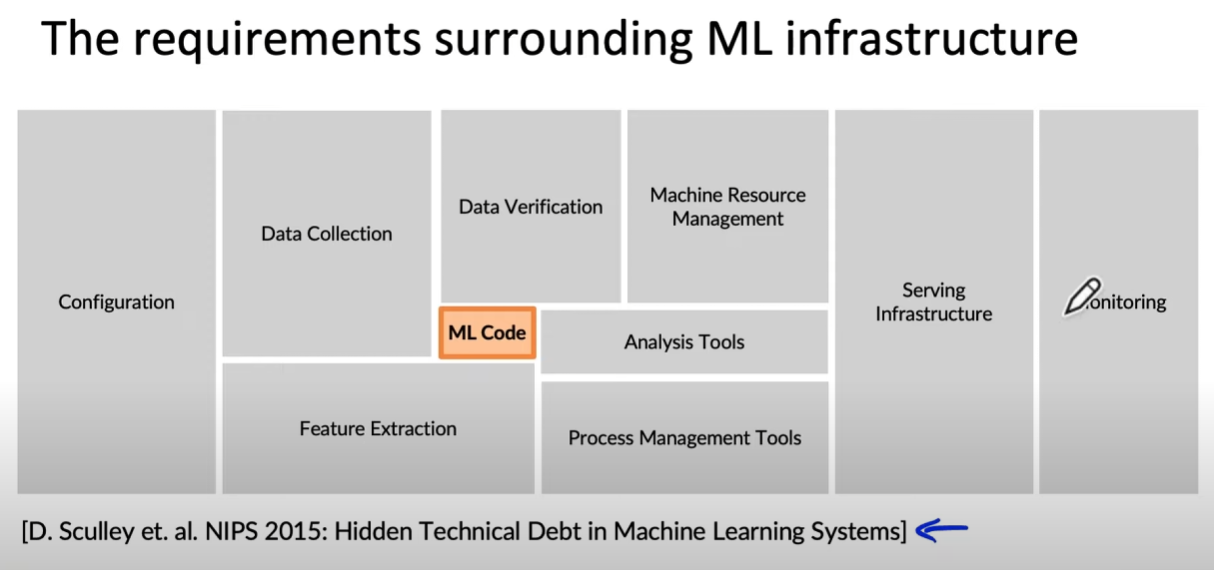 The requirements surrounding ML infrastructure
Configuration
Data Collection
Data Verification
Machine Resource
Management
ML Code
Analysis Tools
Feature Extraction
Process Management Tools
Serving
Infrastructure
onitoring
[D. Sculley et. al. NIPS 2015: Hidden Technical Debt in Machine Learning Systems]